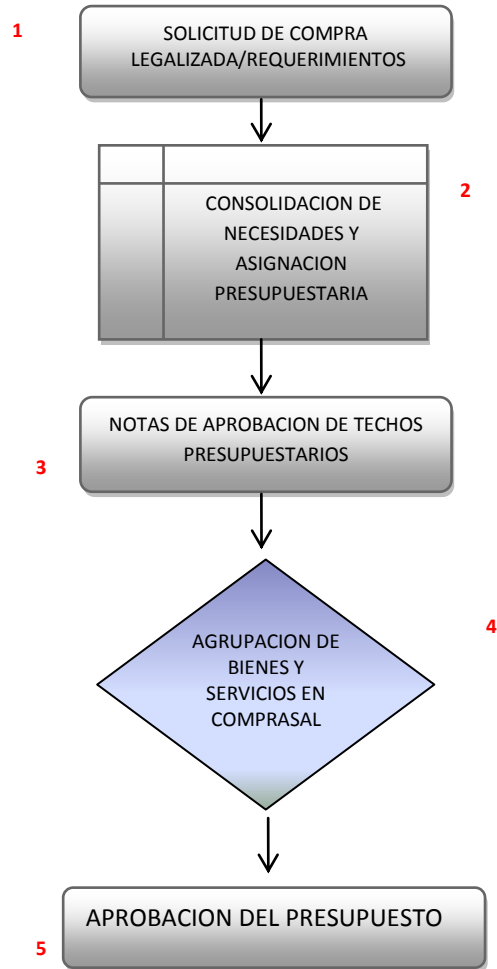 1
SOLICITUD DE COMPRA
LEGALIZADA/REQUERIMIENTOS
2
CONSOLIDACION DE
NECESIDADES Y
ASIGNACION
PRESUPUESTARIA
NOTAS DE APROBACION DE TECHOS
PRESUPUESTARIOS
3
4
AGRUPACION DE
BIENES Y
SERVICIOS EN
COMPRASAL
APROBACION DEL PRESUPUESTO
5